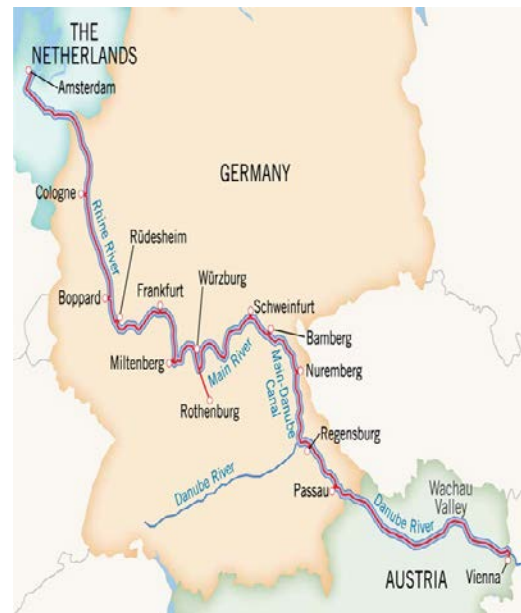 THE
NETHERLANDS
Amsterdam
GERMANY
Cologne
Rhine River
Rüdesheim
Frankfurt
Würzburg
Boppard
Schweinfurt
Bamberg
Miltenberg
Main River
Nuremberg
Rothenburg
Main-Danube
Canal
Regensburg
Danube River
Passau
Wachau
Valley
Danube River
Vienna
AUSTRIA